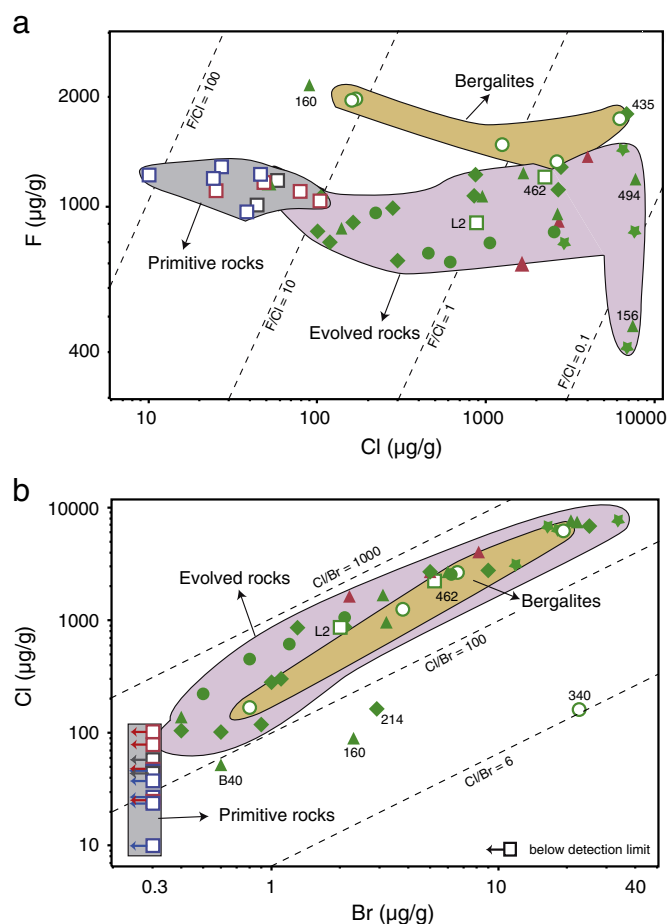 a
F/Cl = 100
160
Bergalites
435
2000
1000
400
F (µg/g)
462
494
L2
Primitive rocks
F/Cl = 10
Evolved rocks
F/Cl = 1
156
F/Cl = 0.1
10
100
1000
10000
Cl (µg/g)
b
10000
1000
100
10
Cl (µg/g)
Cl/Br = 1000
Evolved rocks
462
Bergalites
L2
Cl/Br = 100
214
340
160
B40
Cl/Br = 6
Primitive rocks
below detection limit
0.3
1
10
40
Br (µg/g)